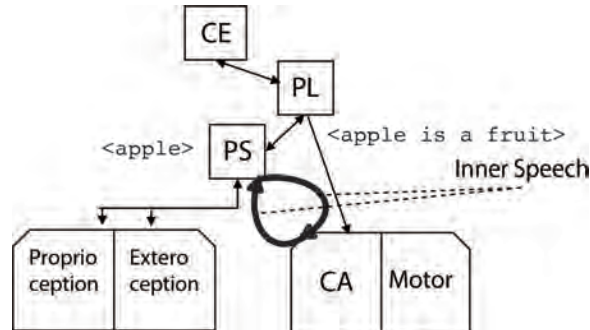 CE
PL
<apple>
PS
<apple is a fruit>
Inner Speech
Proprio
ception
Extero
ception
CA
Motor